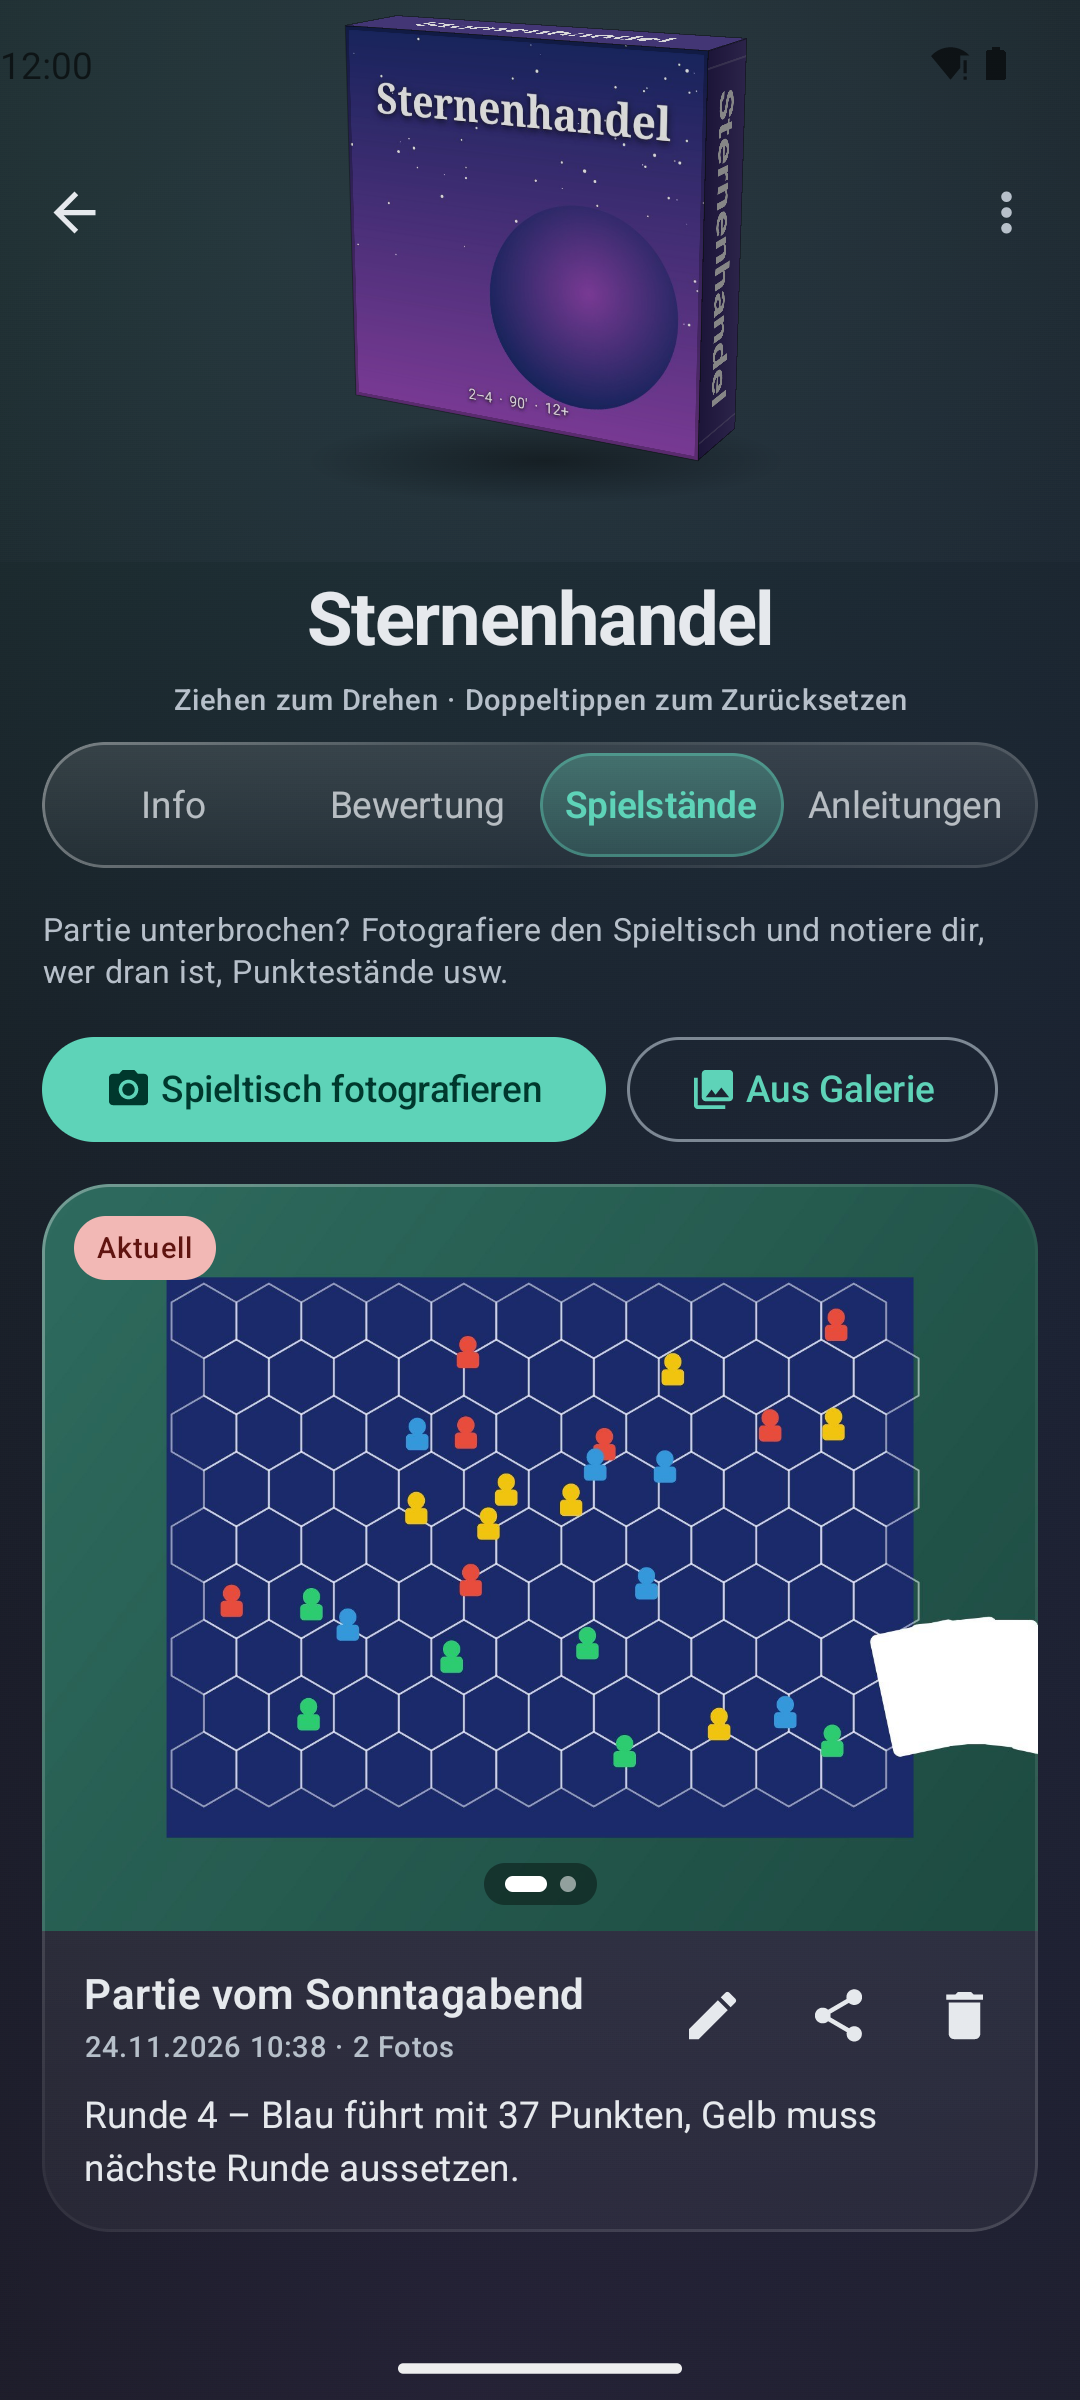 12:00
Sternenhandel
Sternenhandel
Sternenhandel
2–4 · 90' · 12+
Sternenhandel
Ziehen zum Drehen · Doppeltippen zum Zurücksetzen
Info
Bewertung
Spielstände
Anleitungen
Partie unterbrochen? Fotografiere den Spieltisch und notiere dir,
wer dran ist, Punktestände usw.
Spieltisch fotografieren
Aus Galerie
Aktuell
Partie vom Sonntagabend
24.11.2026 10:38 · 2 Fotos
Runde 4 – Blau führt mit 37 Punkten, Gelb muss
nächste Runde aussetzen.